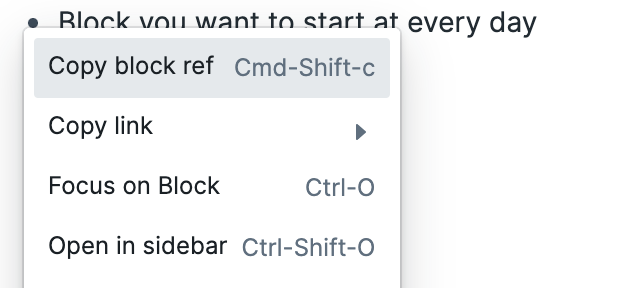 Block you want to start at every day
Copy block ref Cmd-Shift-c
Copy link
Focus on Block Ctrl-O
Open in sidebar Ctrl-Shift-O